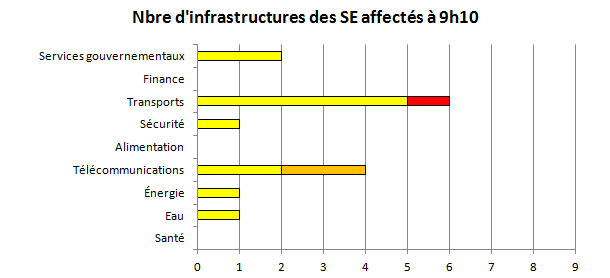 Nbre d'infrastructures des SE affectés à 9h10
Services gouvernementaux
Finance
Transports
Sécurité
Alimentation
Télécommunications
Énergie
Eau
Santé
0 1 2 3 4 5 6 7 8 9